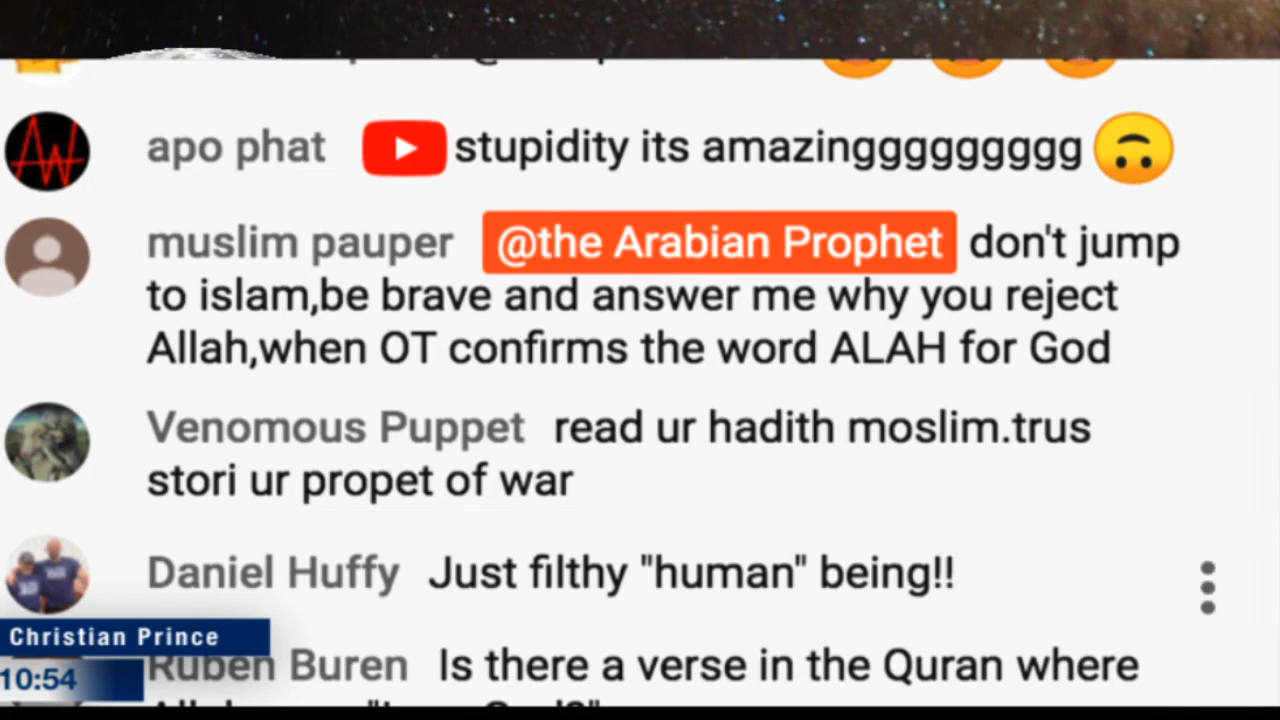 apo phat stupidity its amazinggggggggg🙃
muslim pauper @the Arabian Prophet don't jump
to islam,be brave and answer me why you reject
Allah,when OT confirms the word ALAH for God
Venomous Puppet read ur hadith moslim.trus
stori ur propet of war
Daniel Huffy Just filthy "human" being!!
Christian Prince
10:54
Ruben Buren Is there a verse in the Quran where